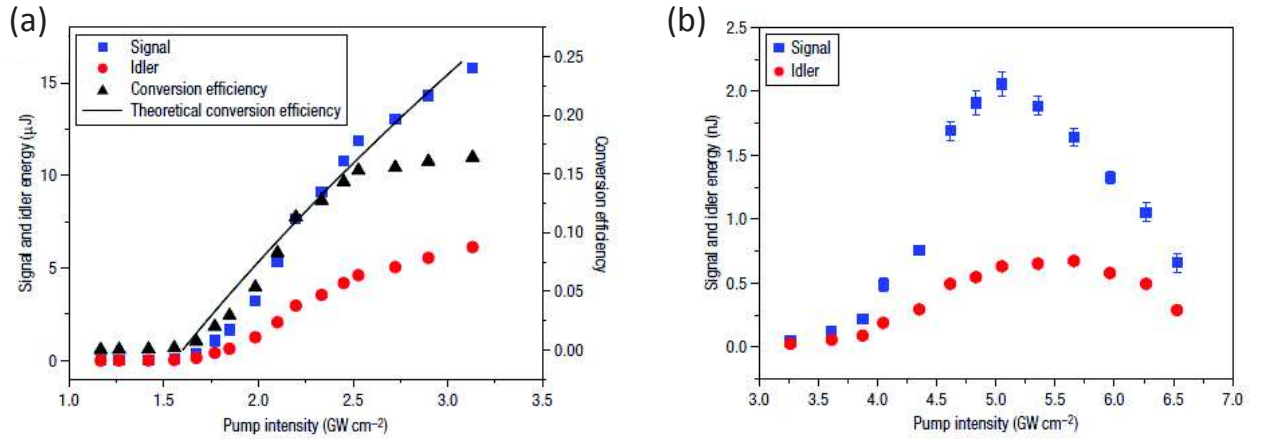 (a)
Signal
Idler
Conversion efficiency
Theoretical conversion efficiency
Signal and idler energy (μJ)
15
10
5
0
0.25
0.20
0.15
0.10
0.05
0.00
Conversion efficiency
1.0 1.5 2.0 2.5 3.0 3.5
Pump intensity (GW cm⁻²)
(b)
Signal
Idler
Signal and idler energy (nJ)
2.5
2.0
1.5
1.0
0.5
0.0
3.0 3.5 4.0 4.5 5.0 5.5 6.0 6.5 7.0
Pump intensity (GW cm⁻²)